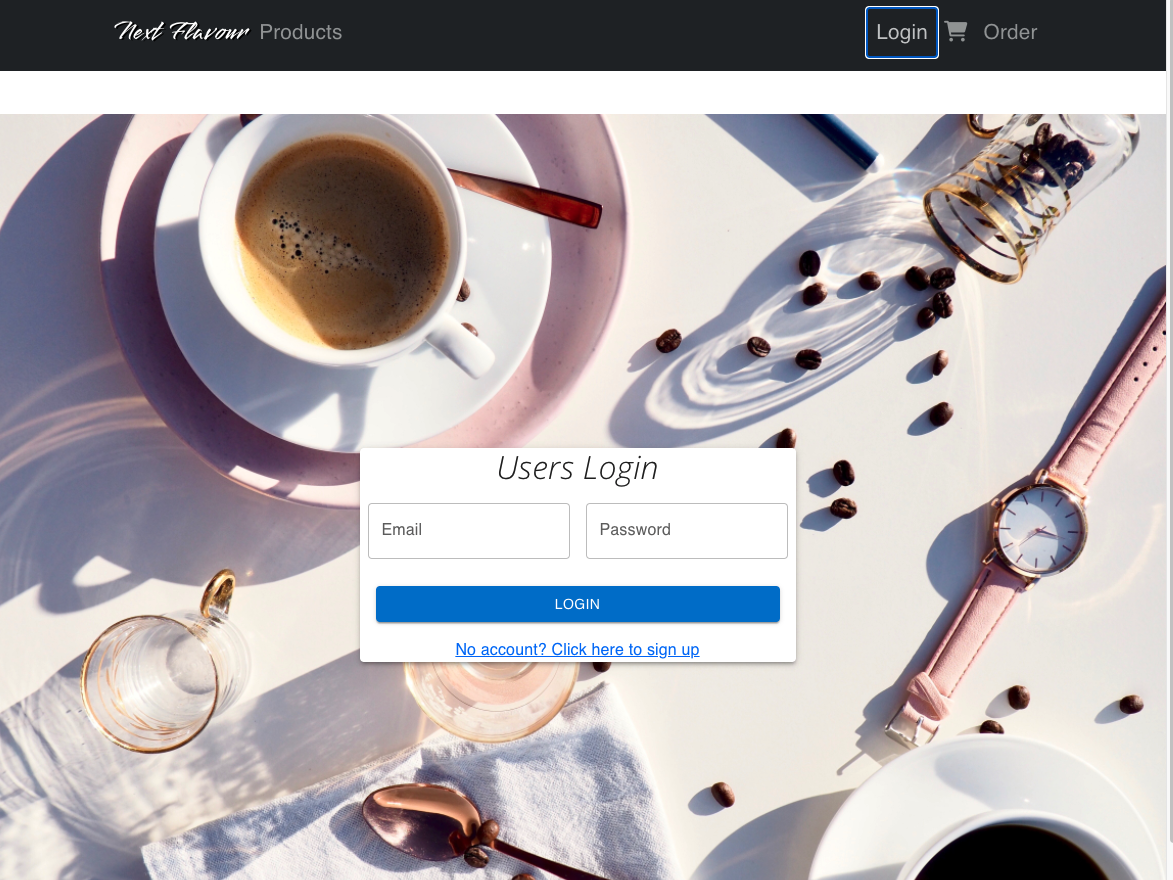 Next Flavour Products Login Order
Users Login
Email Password
LOGIN
No account? Click here to sign up